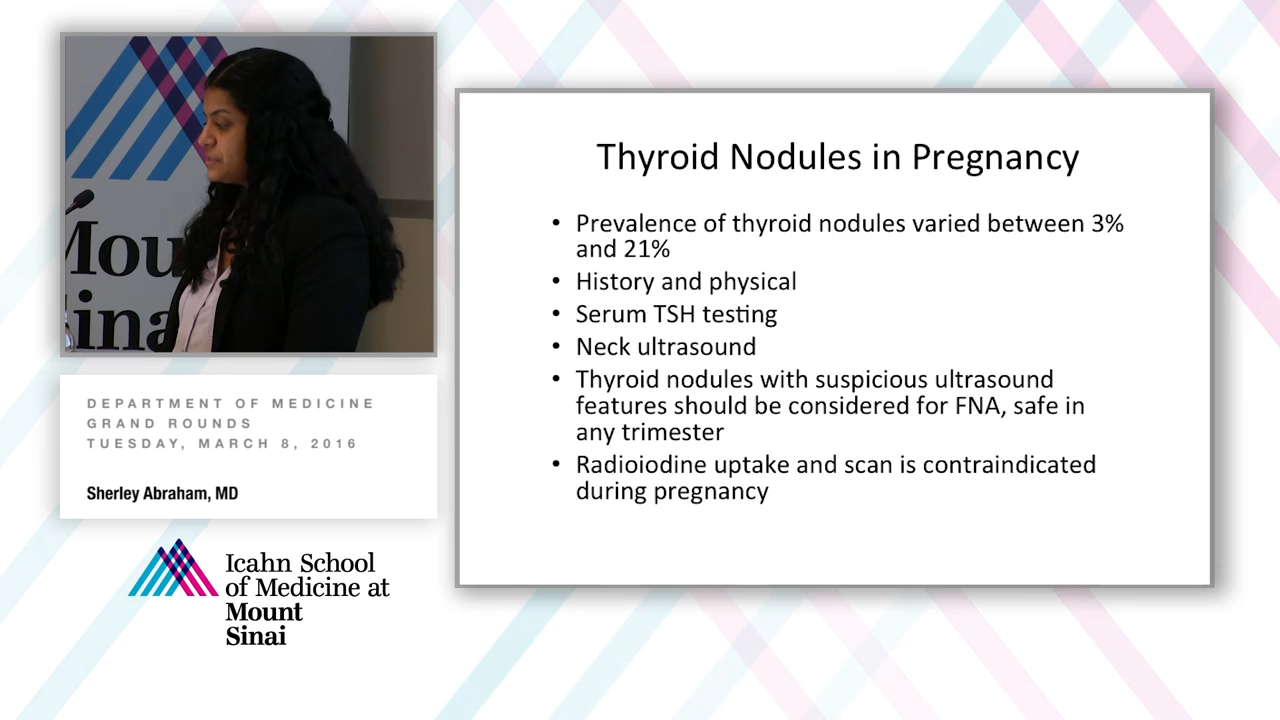 Mou
Sinai
DEPARTMENT OF MEDICINE
GRAND ROUNDS
TUESDAY, MARCH 8, 2016
Sherley Abraham, MD
Icahn School
of Medicine at
Mount
Sinai
Thyroid Nodules in Pregnancy
• Prevalence of thyroid nodules varied between 3%
and 21%
• History and physical
• Serum TSH testing
• Neck ultrasound
• Thyroid nodules with suspicious ultrasound
features should be considered for FNA, safe in
any trimester
• Radioiodine uptake and scan is contraindicated
during pregnancy